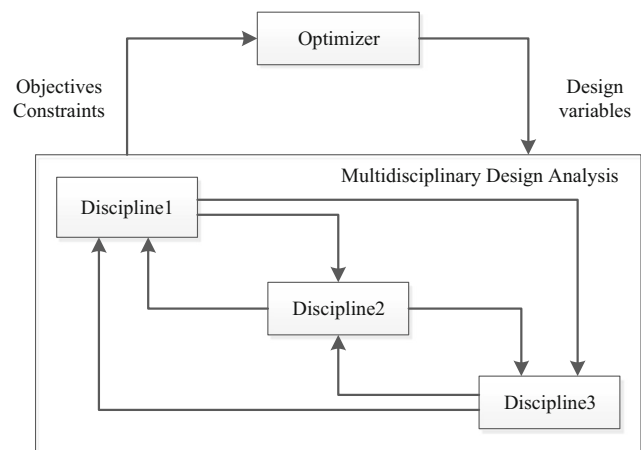 Optimizer
Objectives
Constraints
Design
variables
Multidisciplinary Design Analysis
Discipline1
Discipline2
Discipline3